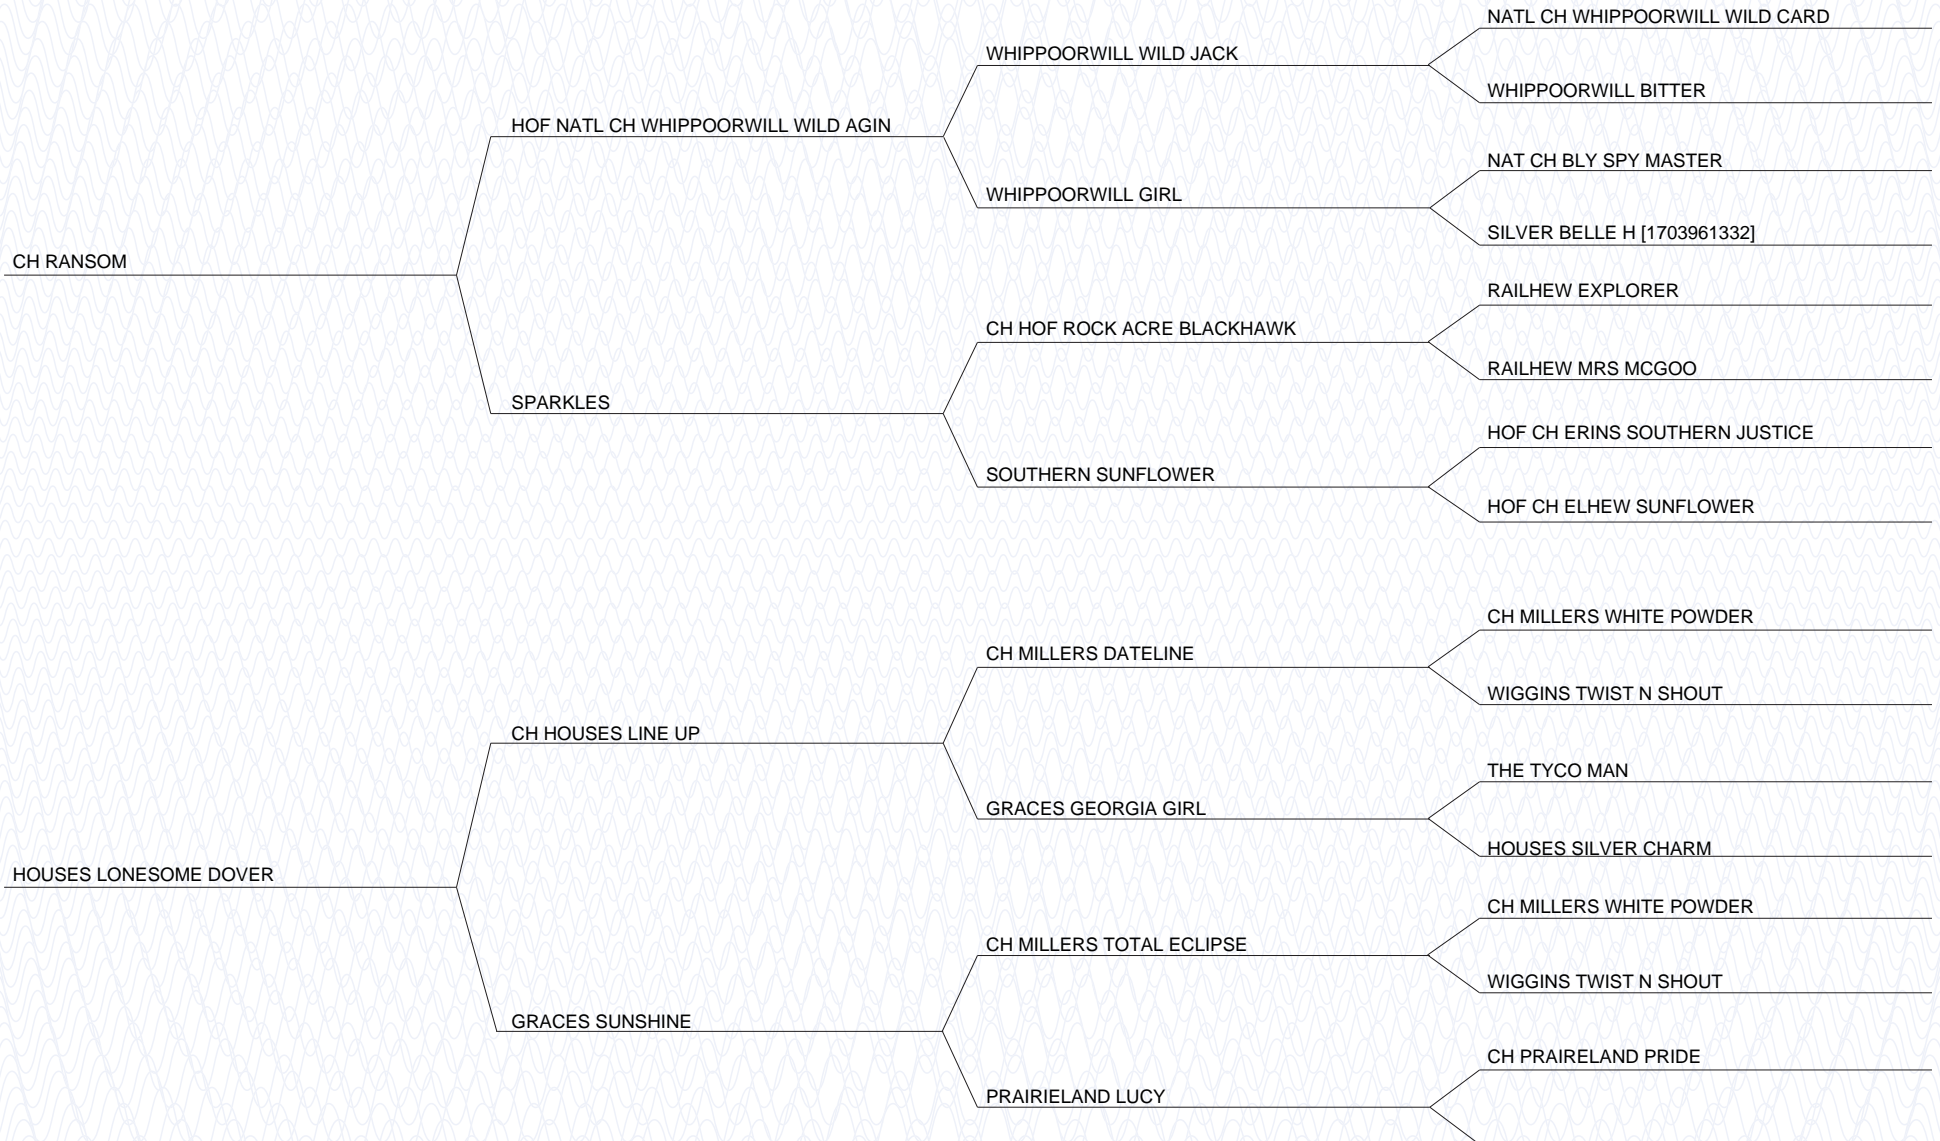 NATL CH WHIPPOORWILL WILD CARD
WHIPPOORWILL WILD JACK
WHIPPOORWILL BITTER
HOF NATL CH WHIPPOORWILL WILD AGIN
NAT CH BLY SPY MASTER
WHIPPOORWILL GIRL
SILVER BELLE H [1703961332]
CH RANSOM
RAILHEW EXPLORER
CH HOF ROCK ACRE BLACKHAWK
RAILHEW MRS MCGOO
SPARKLES
HOF CH ERINS SOUTHERN JUSTICE
SOUTHERN SUNFLOWER
HOF CH ELHEW SUNFLOWER
CH MILLERS WHITE POWDER
CH MILLERS DATELINE
WIGGINS TWIST N SHOUT
CH HOUSES LINE UP
THE TYCO MAN
GRACES GEORGIA GIRL
HOUSES SILVER CHARM
HOUSES LONESOME DOVER
CH MILLERS WHITE POWDER
CH MILLERS TOTAL ECLIPSE
WIGGINS TWIST N SHOUT
GRACES SUNSHINE
CH PRAIRELAND PRIDE
PRAIRIELAND LUCY